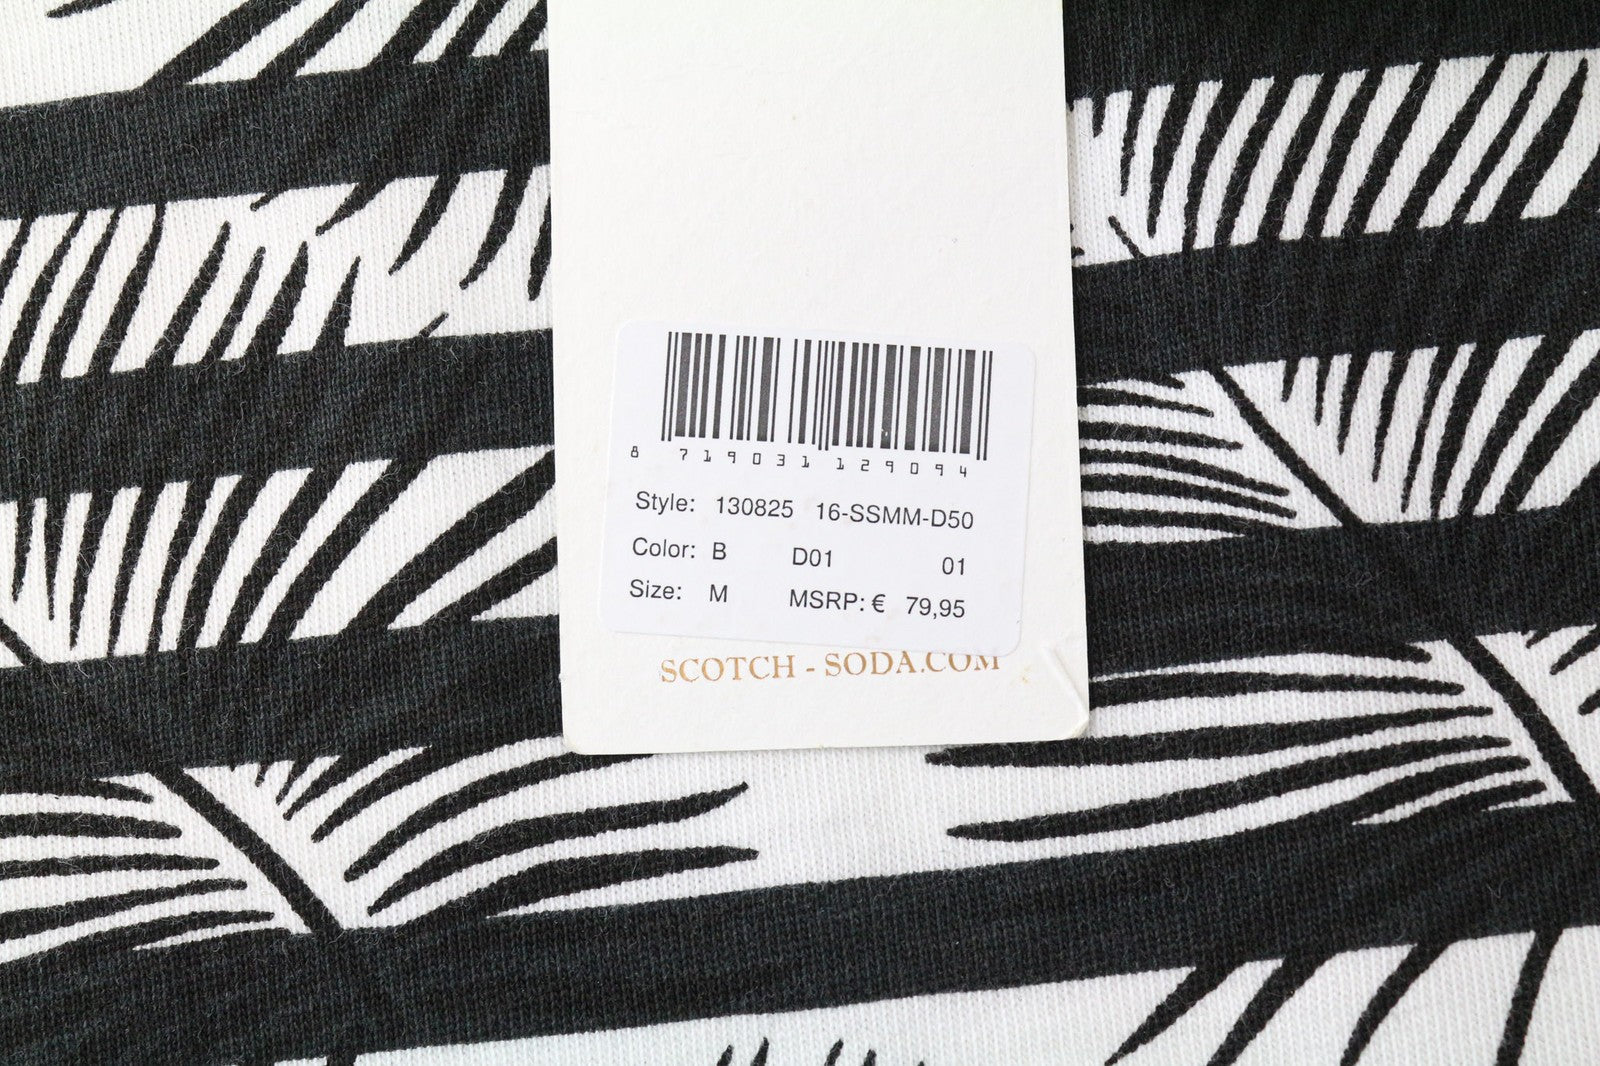 8 719031 129094
Style: 130825 16-SSMM-D50
Color: B D01 01
Size: M MSRP: € 79,95
SCOTCH - SODA.COM